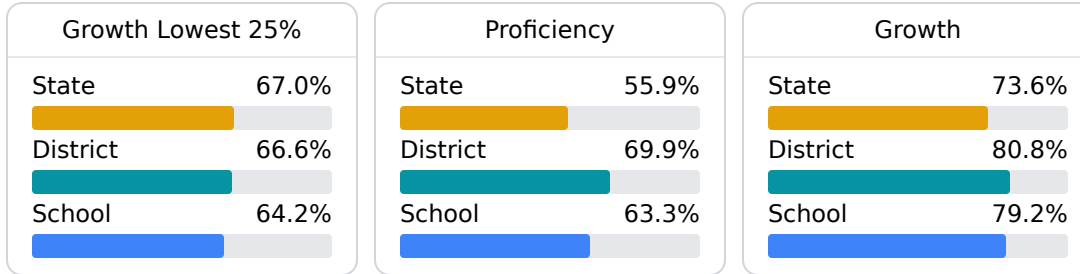 Growth Lowest 25%
State 67.0%
District 66.6%
School 64.2%
Proficiency
State 55.9%
District 69.9%
School 63.3%
Growth
State 73.6%
District 80.8%
School 79.2%